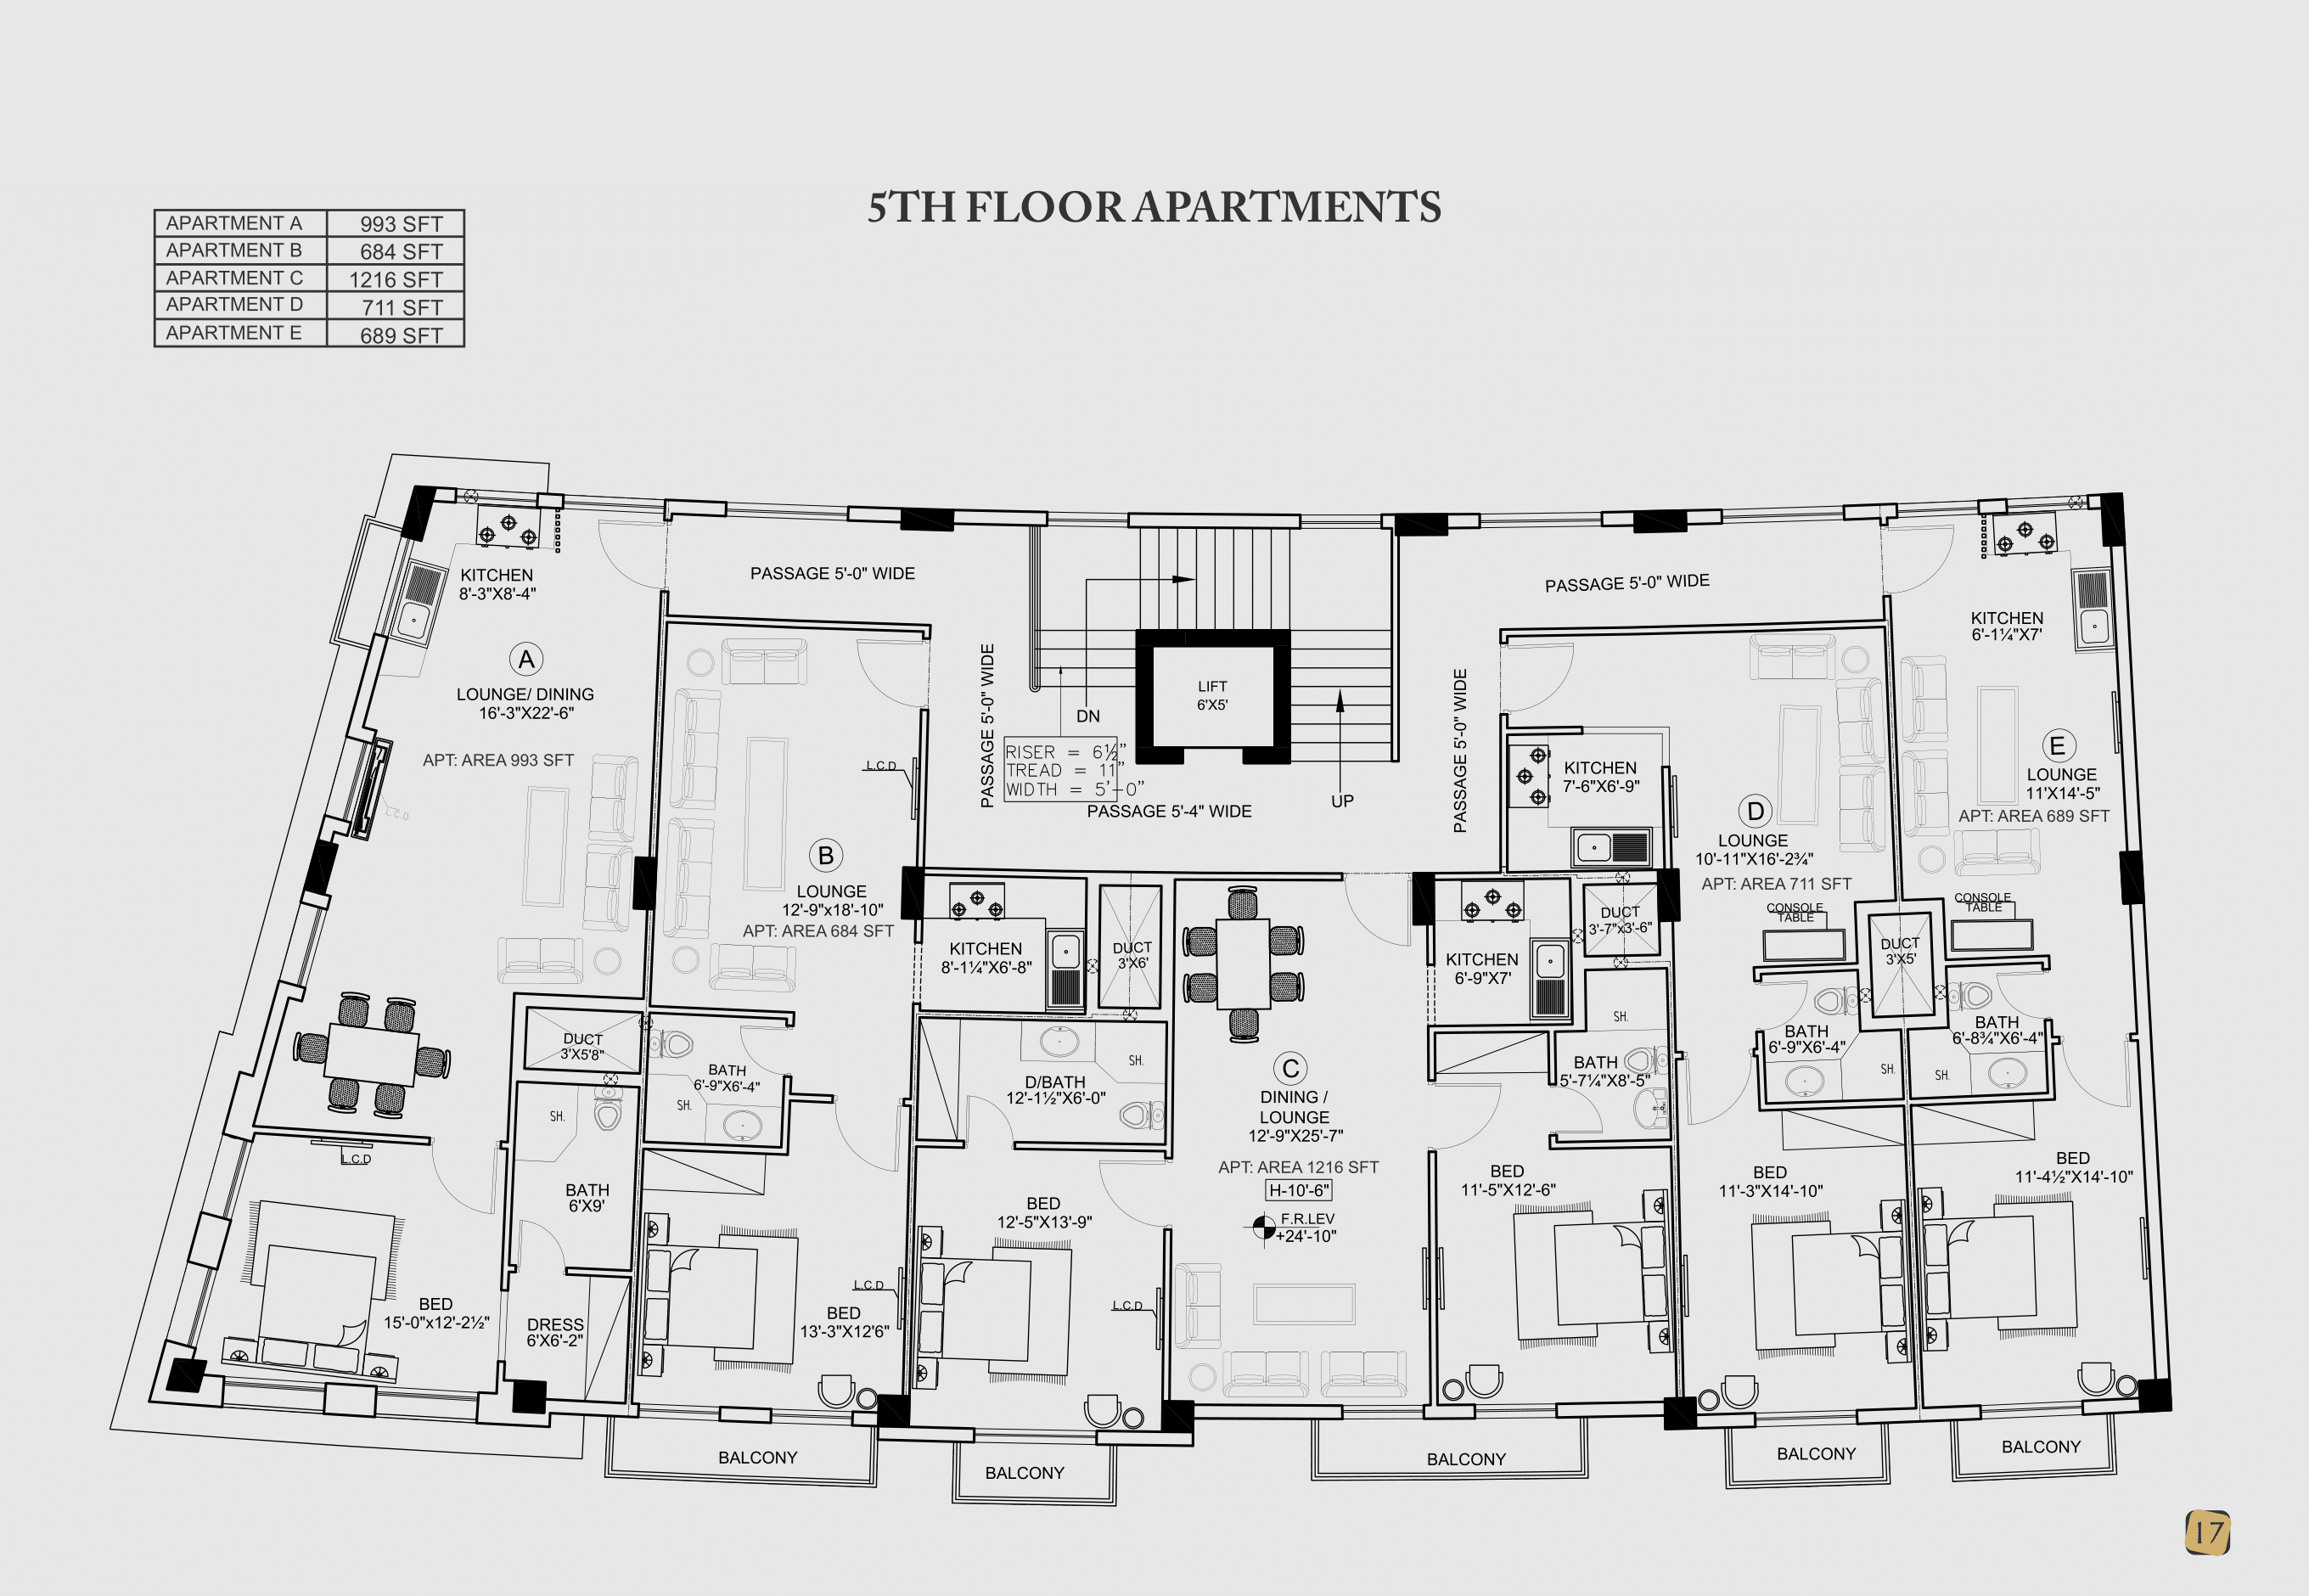 5TH FLOOR APARTMENTS
APARTMENT A 993 SFT
APARTMENT B 684 SFT
APARTMENT C 1216 SFT
APARTMENT D 711 SFT
APARTMENT E 689 SFT
KITCHEN
8'-3"X8'-4"
A
LOUNGE/ DINING
16'-3"X22'-6"
APT: AREA 993 SFT
L.C.D
DUCT
3'X5'8"
SH.
BATH
6'X9'
L.C.D
BED
15'-0"x12'-2½"
DRESS
6'X6'-2"
PASSAGE 5'-0" WIDE
L.C.D
B
LOUNGE
12'-9"x18'-10"
APT: AREA 684 SFT
BATH
6'-9"X6'-4"
SH.
L.C.D
BED
13'-3"X12'6"
BALCONY
PASSAGE 5'-0" WIDE
DN
RISER = 6½"
TREAD = 11"
WIDTH = 5'-0"
LIFT
6'X5'
UP
PASSAGE 5'-4" WIDE
PASSAGE 5'-0" WIDE
PASSAGE 5'-0" WIDE
KITCHEN
8'-1¼"X6'-8"
DUCT
3'X6'
D/BATH
12'-1½"X6'-0"
SH.
BED
12'-5"X13'-9"
L.C.D
BALCONY
C
DINING /
LOUNGE
12'-9"X25'-7"
APT: AREA 1216 SFT
H-10'-6"
F.R.LEV
+24'-10"
KITCHEN
6'-9"X7'
DUCT
3'-7"x3'-6"
SH.
BATH
5'-7¼"X8'-5"
BED
11'-5"X12'-6"
BALCONY
KITCHEN
7'-6"X6'-9"
D
LOUNGE
10'-11"X16'-2¾"
APT: AREA 711 SFT
CONSOLE
TABLE
DUCT
3'X5'
BATH
6'-9"X6'-4"
SH.
BED
11'-3"X14'-10"
BALCONY
KITCHEN
6'-1¼"X7'
E
LOUNGE
11'X14'-5"
APT: AREA 689 SFT
CONSOLE
TABLE
BATH
6'-8¾"X6'-4"
SH.
BED
11'-4½"X14'-10"
BALCONY
17